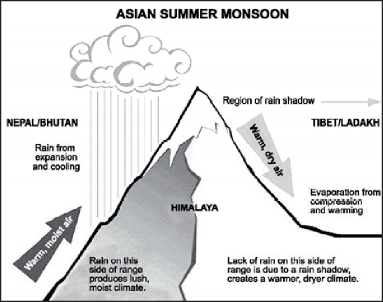 ASIAN SUMMER MONSOON
Region of rain shadow
NEPAL/BHUTAN
TIBET/LADAKH
Rain from
expansion
and cooling
Warm, dry air
Evaporation from
compression
and warming
HIMALAYA
Warm, moist air
Rain on this
side of range
produces lush,
moist climate.
Lack of rain on this side of
range is due to a rain shadow,
creates a warmer, dryer climate.